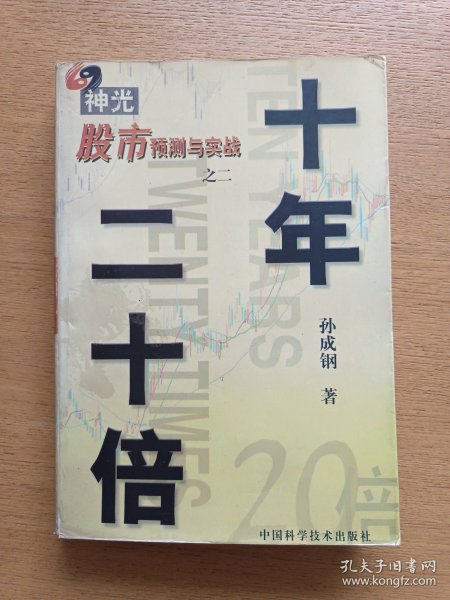 神光
股市预测与实战
之二
十年
二十倍
TEN YEARS
TWENTY TIMES
孙成钢 著
20倍
中国科学技术出版社
孔夫子旧书网
www.kongfz.com